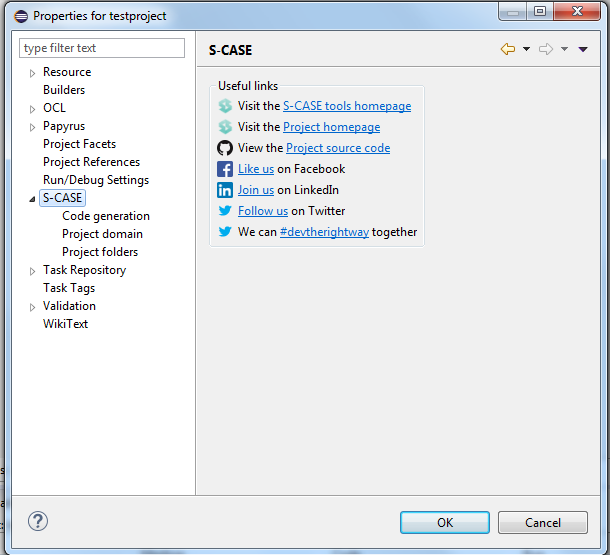 Properties for testproject
type filter text
Resource
Builders
OCL
Papyrus
Project Facets
Project References
Run/Debug Settings
S-CASE
Code generation
Project domain
Project folders
Task Repository
Task Tags
Validation
WikiText
S-CASE
Useful links
Visit the S-CASE tools homepage
Visit the Project homepage
View the Project source code
Like us on Facebook
Join us on LinkedIn
Follow us on Twitter
We can #devtherightway together
OK
Cancel